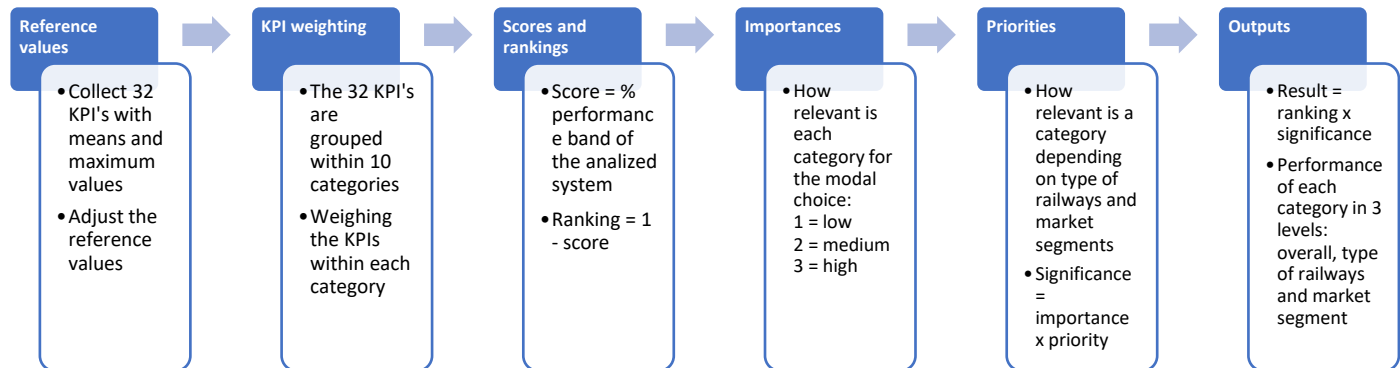 Reference
values
•Collect 32
KPI's with
means and
maximum
values
•Adjust the
reference
values
KPI weighting
•The 32 KPI's
are
grouped
within 10
categories
•Weighing
the KPIs
within each
category
Scores and
rankings
•Score = %
performanc
e band of
the analized
system
•Ranking = 1
- score
Importances
•How
relevant is
each
category for
the modal
choice:
1 = low
2 = medium
3 = high
Priorities
•How
relevant is a
category
depending
on type of
railways and
market
segments
•Significance
=
importance
x priority
Outputs
•Result =
ranking x
significance
•Performance
of each
category in 3
levels:
overall, type
of railways
and market
segment